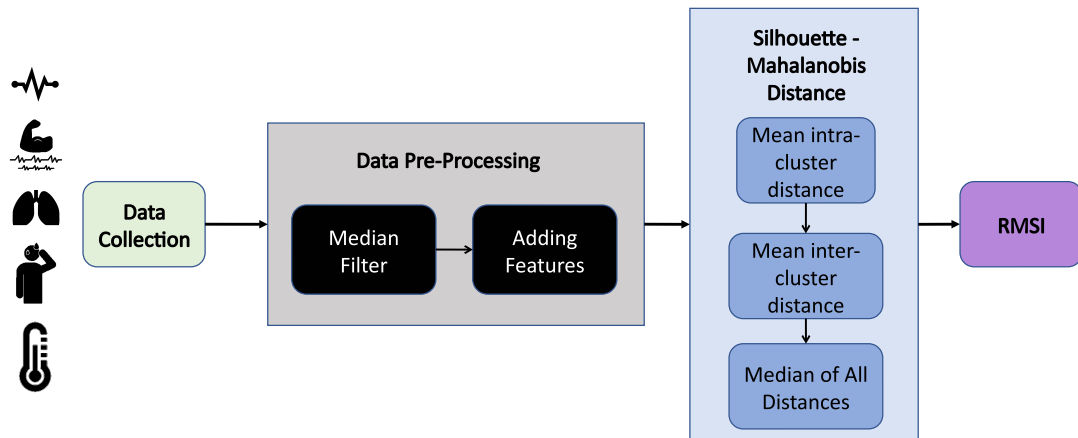 Data
Collection
Data Pre-Processing
Median
Filter
Adding
Features
Silhouette -
Mahalanobis
Distance
Mean intra-
cluster
distance
Mean inter-
cluster
distance
Median of All
Distances
RMSI